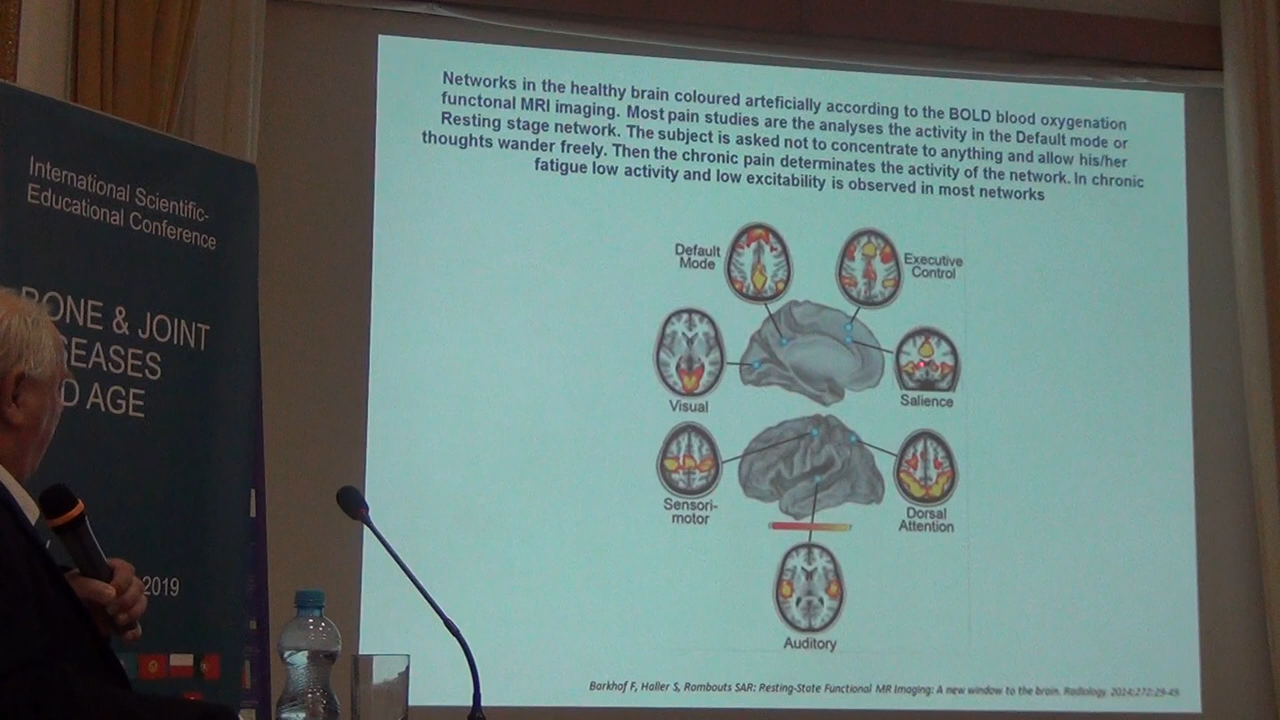 International Scientific-
Educational Conference
BONE & JOINT
SEASES
D AGE
2019
Networks in the healthy brain coloured arteficially according to the BOLD blood oxygenation
functonal MRI imaging. Most pain studies are the analyses the activity in the Default mode or
Resting stage network. The subject is asked not to concentrate to anything and allow his/her
thoughts wander freely. Then the chronic pain determinates the activity of the network. In chronic
fatigue low activity and low excitability is observed in most networks
Default
Mode
Executive
Control
Visual
Salience
Sensori-
motor
Dorsal
Attention
Auditory
Barkhof F, Haller S, Rombouts SAR: Resting-State Functional MR Imaging: A new window to the brain. Radiology 2014:272:29-49